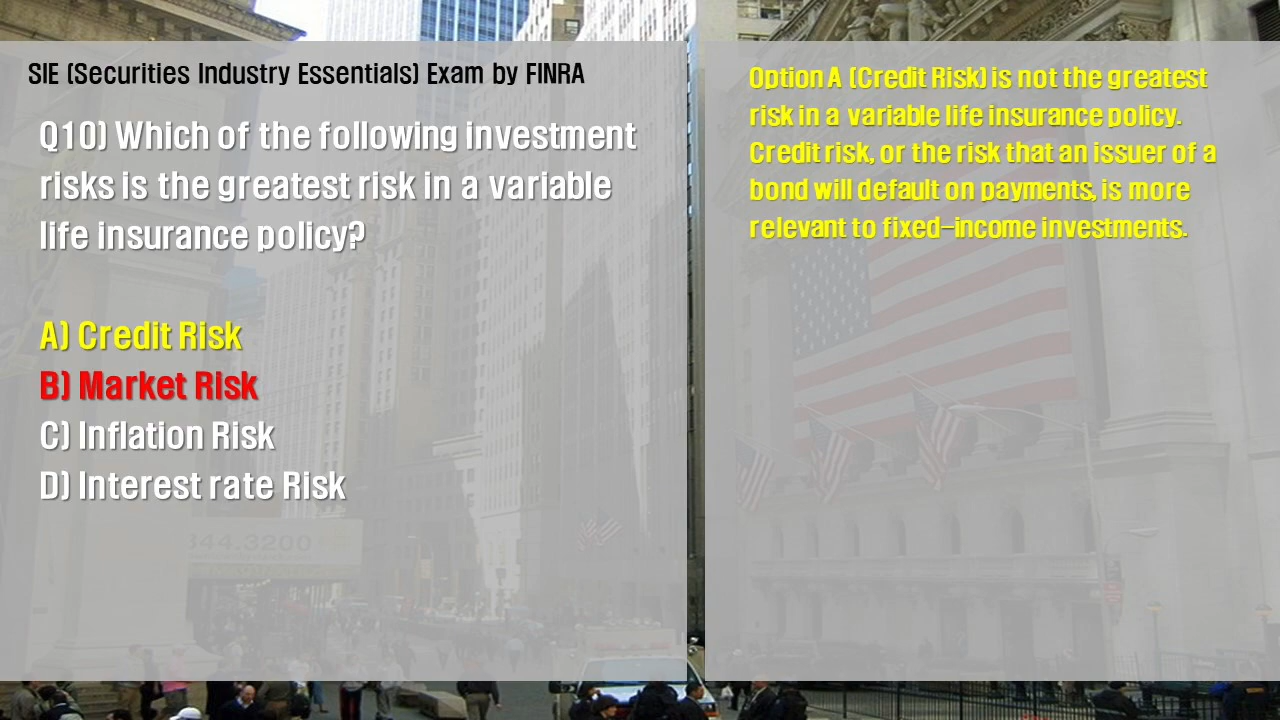 SIE (Securities Industry Essentials) Exam by FINRA
Q10) Which of the following investment
risks is the greatest risk in a variable
life insurance policy?
A) Credit Risk
B) Market Risk
C) Inflation Risk
D) Interest rate Risk
344.3200
Option A (Credit Risk) is not the greatest
risk in a variable life insurance policy.
Credit risk, or the risk that an issuer of a
bond will default on payments, is more
relevant to fixed-income investments.